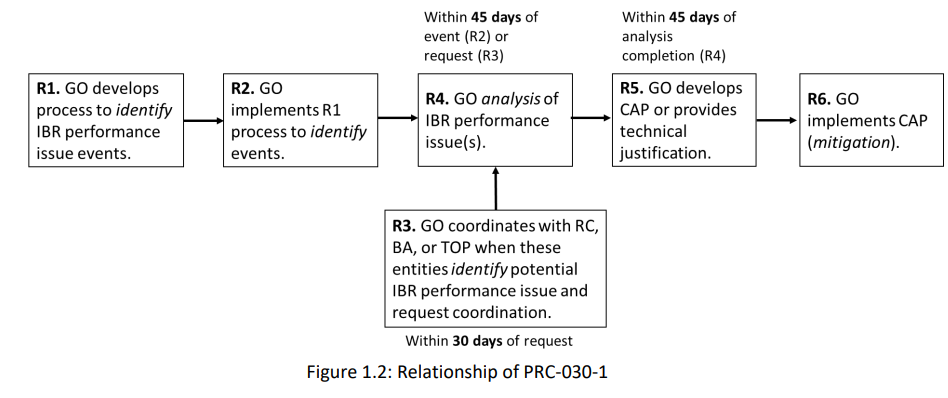 Within 45 days of
event (R2) or
request (R3)
Within 45 days of
analysis
completion (R4)
R1. GO develops
process to identify
IBR performance
issue events.
R2. GO
implements R1
process to identify
events.
R4. GO analysis of
IBR performance
issue(s).
R5. GO develops
CAP or provides
technical
justification.
R6. GO
implements CAP
(mitigation).
R3. GO coordinates with RC,
BA, or TOP when these
entities identify potential
IBR performance issue and
request coordination.
Within 30 days of request
Figure 1.2: Relationship of PRC-030-1